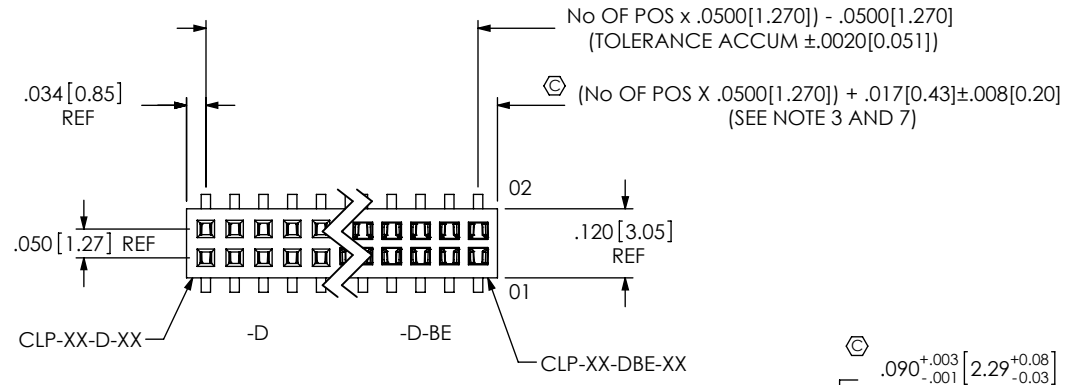 No OF POS x .0500[1.270]) - .0500[1.270]
(TOLERANCE ACCUM ±.0020[0.051])
.034[0.85]
REF
C
(No OF POS X .0500[1.270]) + .017[0.43]±.008[0.20]
(SEE NOTE 3 AND 7)
02
.050[1.27] REF
.120[3.05]
REF
01
CLP-XX-D-XX
-D
-D-BE
CLP-XX-DBE-XX
C
.090+.003-.001[2.29+0.08-0.03]